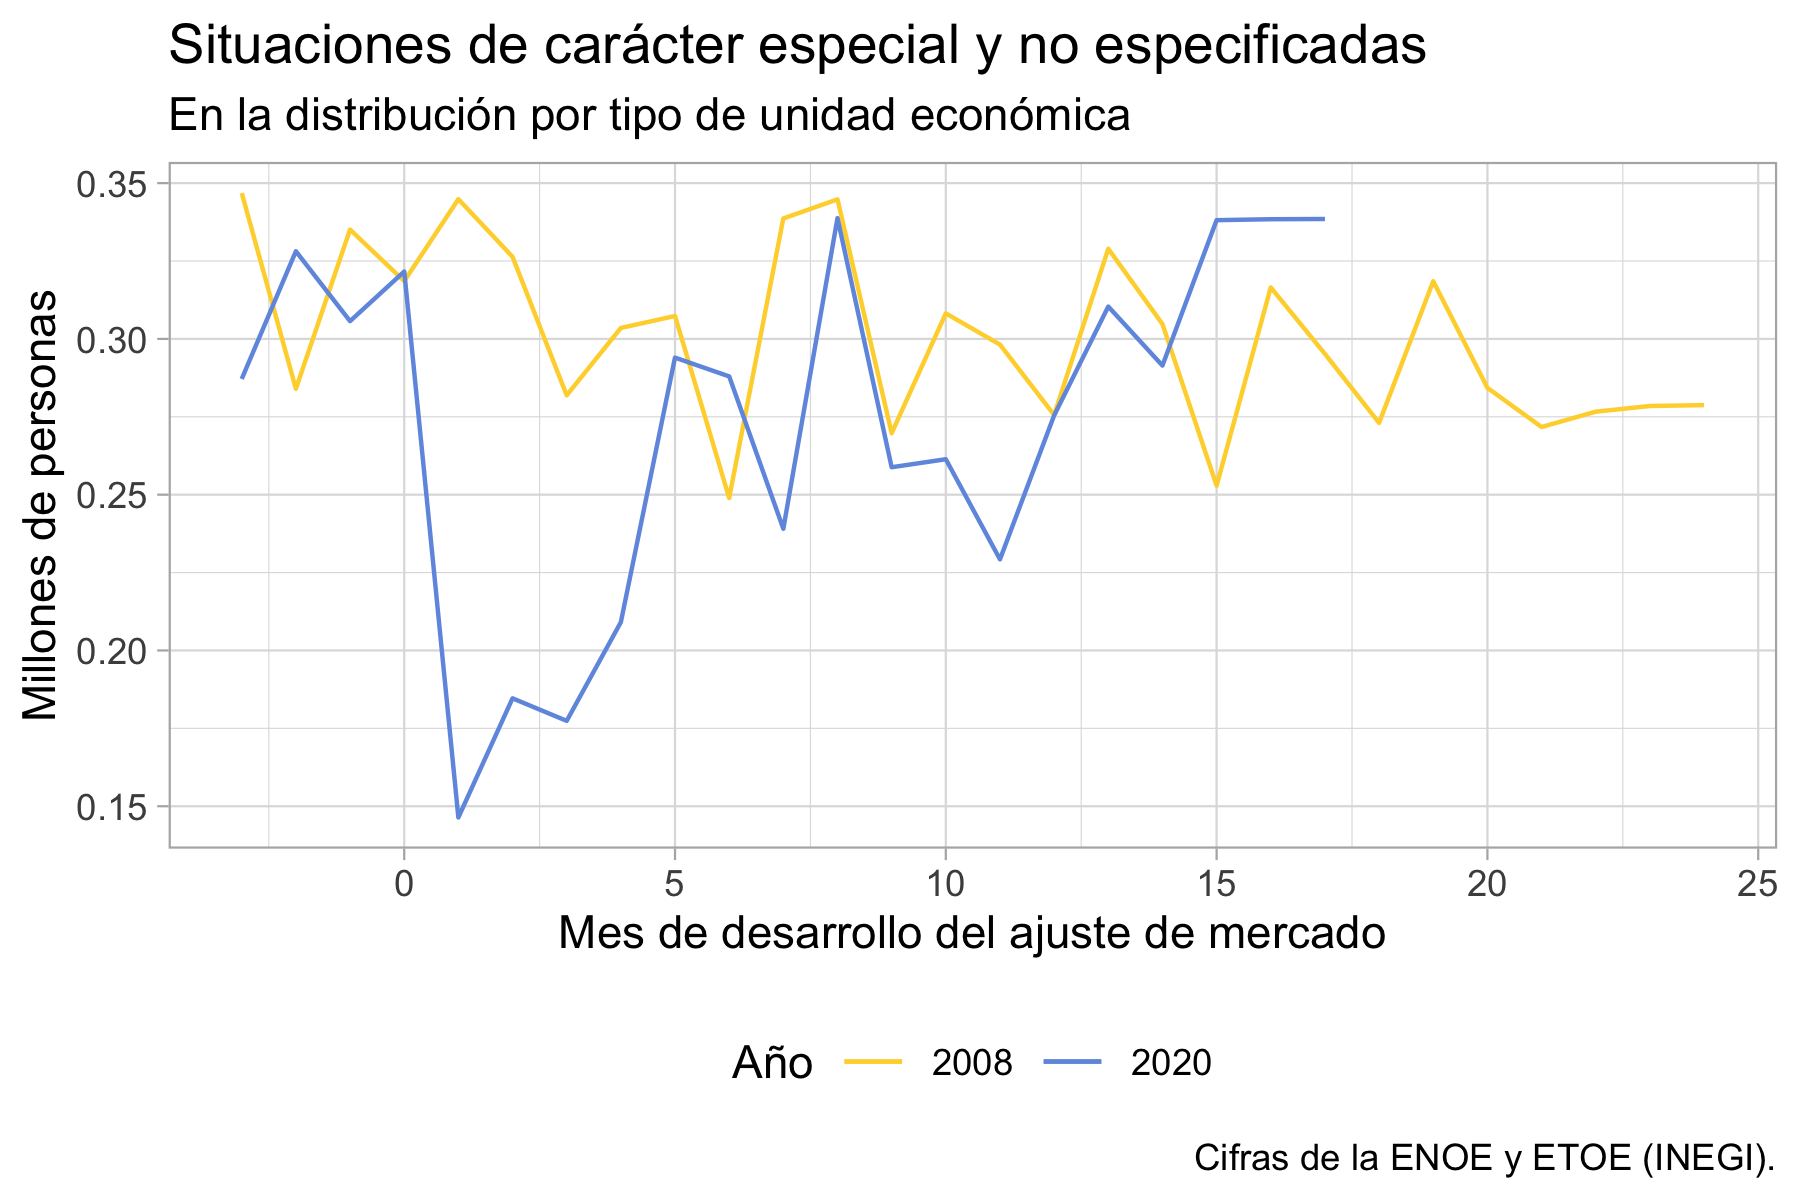 Situaciones de carácter especial y no especificadas
En la distribución por tipo de unidad económica
Millones de personas
0.35
0.30
0.25
0.20
0.15
0 5 10 15 20 25
Mes de desarrollo del ajuste de mercado
Año 2008 2020
Cifras de la ENOE y ETOE (INEGI).